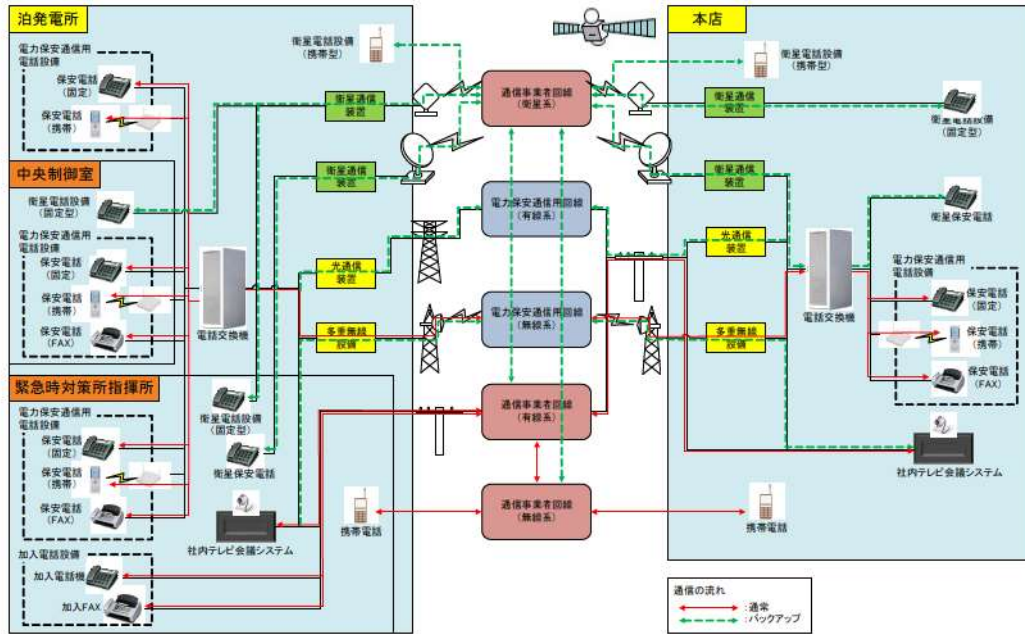 泊発電所
電力保安通信用
電話設備
保安電話
(固定)
保安電話
(携帯)
中央制御室
衛星電話設備
(固定型)
電力保安通信用
電話設備
保安電話
(固定)
保安電話
(携帯)
保安電話
(FAX)
電話交換機
緊急時対策所指揮所
電力保安通信用
電話設備
保安電話
(固定)
保安電話
(携帯)
保安電話
(FAX)
加入電話設備
加入電話機
加入FAX
衛星電話設備
(固定型)
衛星保安電話
社内テレビ会議システム
携帯電話
衛星電話設備
(携帯型)
衛星通信
装置
衛星通信
装置
光通信
装置
多重無線
設備
通信事業者回線
(衛星系)
電力保安通信用回線
(有線系)
電力保安通信用回線
(無線系)
通信事業者回線
(有線系)
通信事業者回線
(無線系)
本店
衛星電話設備
(携帯型)
衛星通信
装置
衛星電話設備
(固定型)
衛星通信
装置
衛星保安電話
光通信
装置
電話交換機
電力保安通信用
電話設備
保安電話
(固定)
保安電話
(携帯)
保安電話
(FAX)
多重無線
設備
社内テレビ会議システム
携帯電話
通信の流れ
:通常
:バックアップ